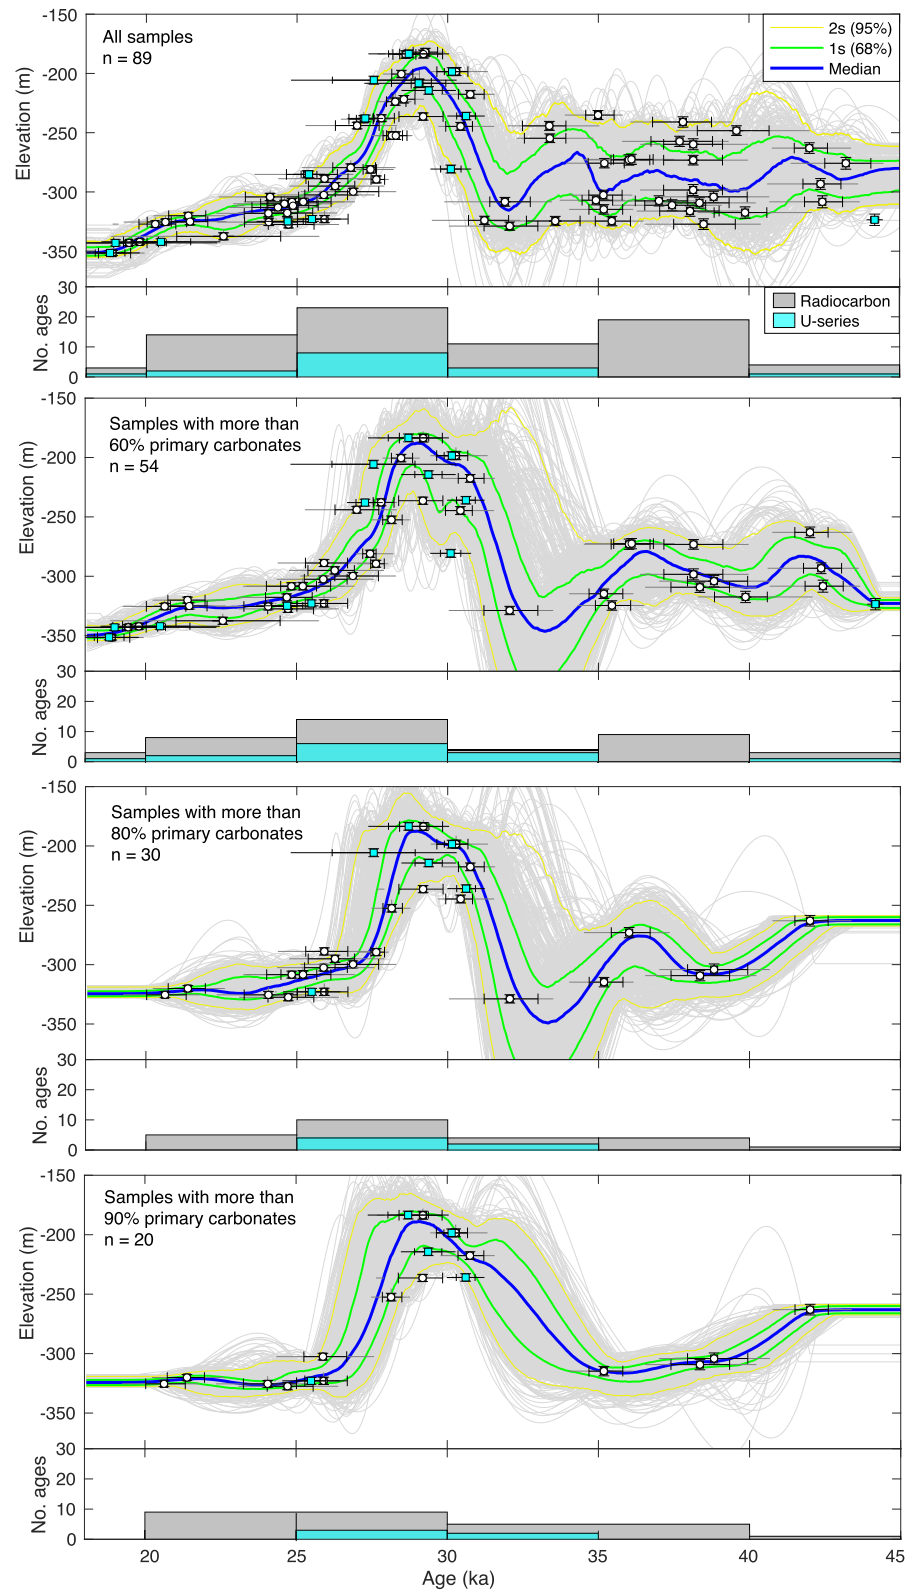 -150
-200
-250
-300
-350
Elevation (m)
All samples
n = 89
2s (95%)
1s (68%)
Median
30
20
10
0
No. ages
Radiocarbon
U-series
-150
-200
-250
-300
-350
Elevation (m)
Samples with more than
60% primary carbonates
n = 54
30
20
10
0
No. ages
-150
-200
-250
-300
-350
Elevation (m)
Samples with more than
80% primary carbonates
n = 30
30
20
10
0
No. ages
-150
-200
-250
-300
-350
Elevation (m)
Samples with more than
90% primary carbonates
n = 20
30
20
10
0
No. ages
20 25 30 35 40 45
Age (ka)